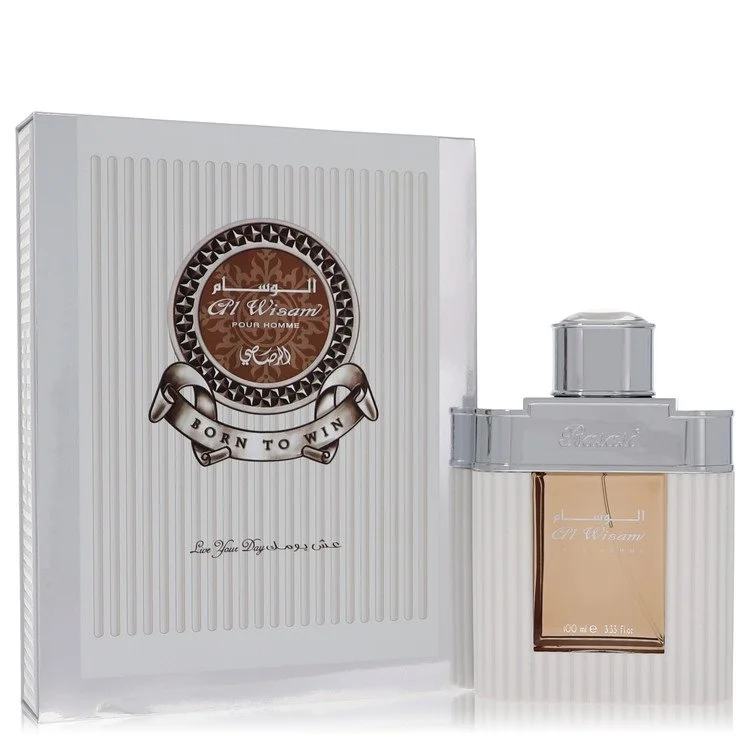 الوسام
Al Wisam
POUR HOMME
الرصاصي
BORN TO WIN
Live Your Day عش يومك
Rasasi
الوسام
Al Wisam
100 ml e 3.33 fl.oz